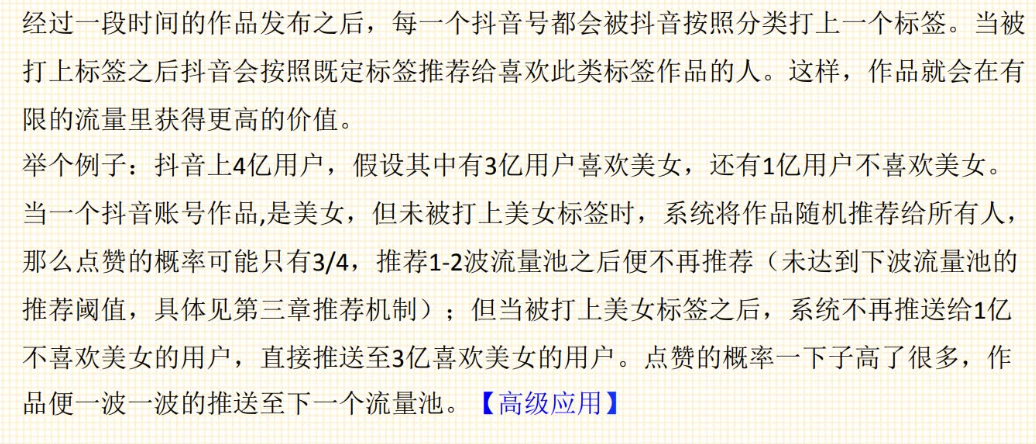 经过一段时间的作品发布之后，每一个抖音号都会被抖音按照分类打上一个标签。当被
打上标签之后抖音会按照既定标签推荐给喜欢此类标签作品的人。这样，作品就会在有
限的流量里获得更高的价值。
举个例子：抖音上4亿用户，假设其中有3亿用户喜欢美女，还有1亿用户不喜欢美女。
当一个抖音账号作品,是美女，但未被打上美女标签时，系统将作品随机推荐给所有人，
那么点赞的概率可能只有3/4，推荐1-2波流量池之后便不再推荐（未达到下波流量池的
推荐阈值，具体见第三章推荐机制）；但当被打上美女标签之后，系统不再推送给1亿
不喜欢美女的用户，直接推送至3亿喜欢美女的用户。点赞的概率一下子高了很多，作
品便一波一波的推送至下一个流量池。【高级应用】